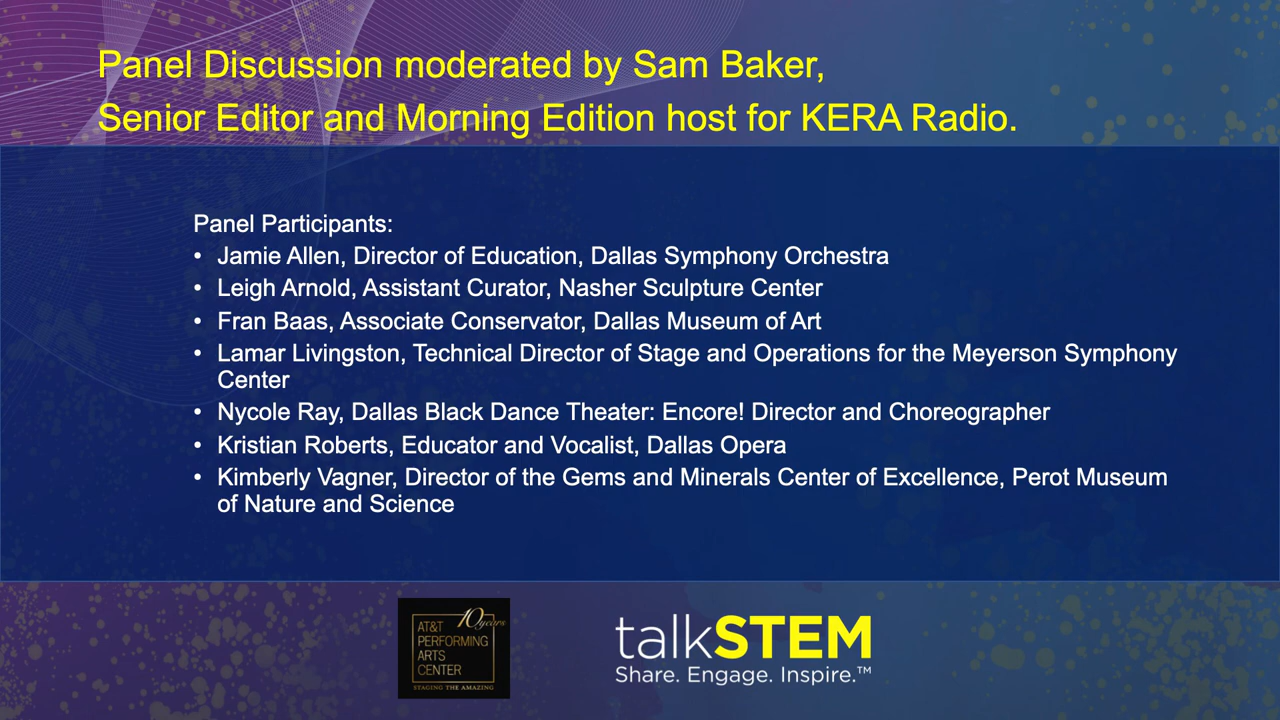 Panel Discussion moderated by Sam Baker,
Senior Editor and Morning Edition host for KERA Radio.
Panel Participants:
• Jamie Allen, Director of Education, Dallas Symphony Orchestra
• Leigh Arnold, Assistant Curator, Nasher Sculpture Center
• Fran Baas, Associate Conservator, Dallas Museum of Art
• Lamar Livingston, Technical Director of Stage and Operations for the Meyerson Symphony
Center
• Nycole Ray, Dallas Black Dance Theater: Encore! Director and Choreographer
• Kristian Roberts, Educator and Vocalist, Dallas Opera
• Kimberly Vagner, Director of the Gems and Minerals Center of Excellence, Perot Museum
of Nature and Science
10years
AT&T
PERFORMING
ARTS
CENTER
STAGING THE AMAZING
talkSTEM
Share. Engage. Inspire.™